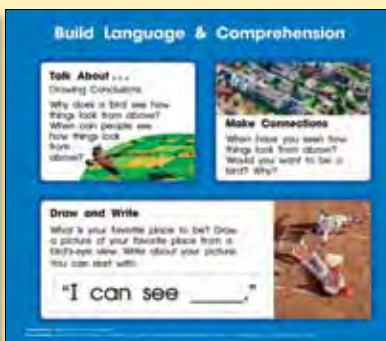 Build Language & Comprehension
Talk About...
Drawing Conclusions
Why does a bird see how
things look from above?
When can people see
how things look
from
above?
Make Connections
When have you seen how
things look from above?
Would you want to be a
bird? Why?
Draw and Write
What is your favorite place to be? Draw
a picture of your favorite place from a
bird's-eye view. Write about your picture.
You can start with:
"I can see _____."